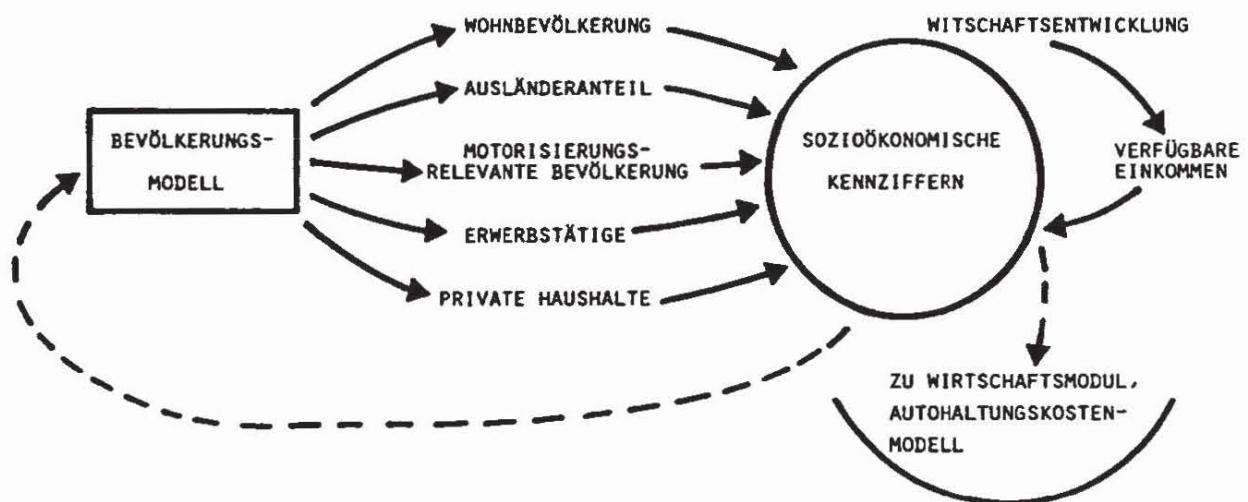 BEVÖLKERUNGS-
MODELL
WOHNBEVÖLKERUNG
AUSLÄNDERANTEIL
MOTORISIERUNGS-
RELEVANTE BEVÖLKERUNG
ERWERBSTÄTIGE
PRIVATE HAUSHALTE
SOZIOÖKONOMISCHE
KENNZIFFERN
WITSCHAFTSENTWICKLUNG
VERFÜGBARE
EINKOMMEN
ZU WIRTSCHAFTSMODUL,
AUTOHALTUNGSKOSTEN-
MODELL